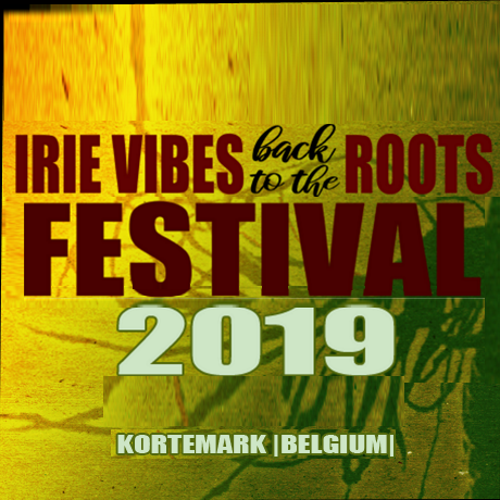 IRIE VIBES back to the ROOTS
FESTIVAL
2019
KORTEMARK |BELGIUM|